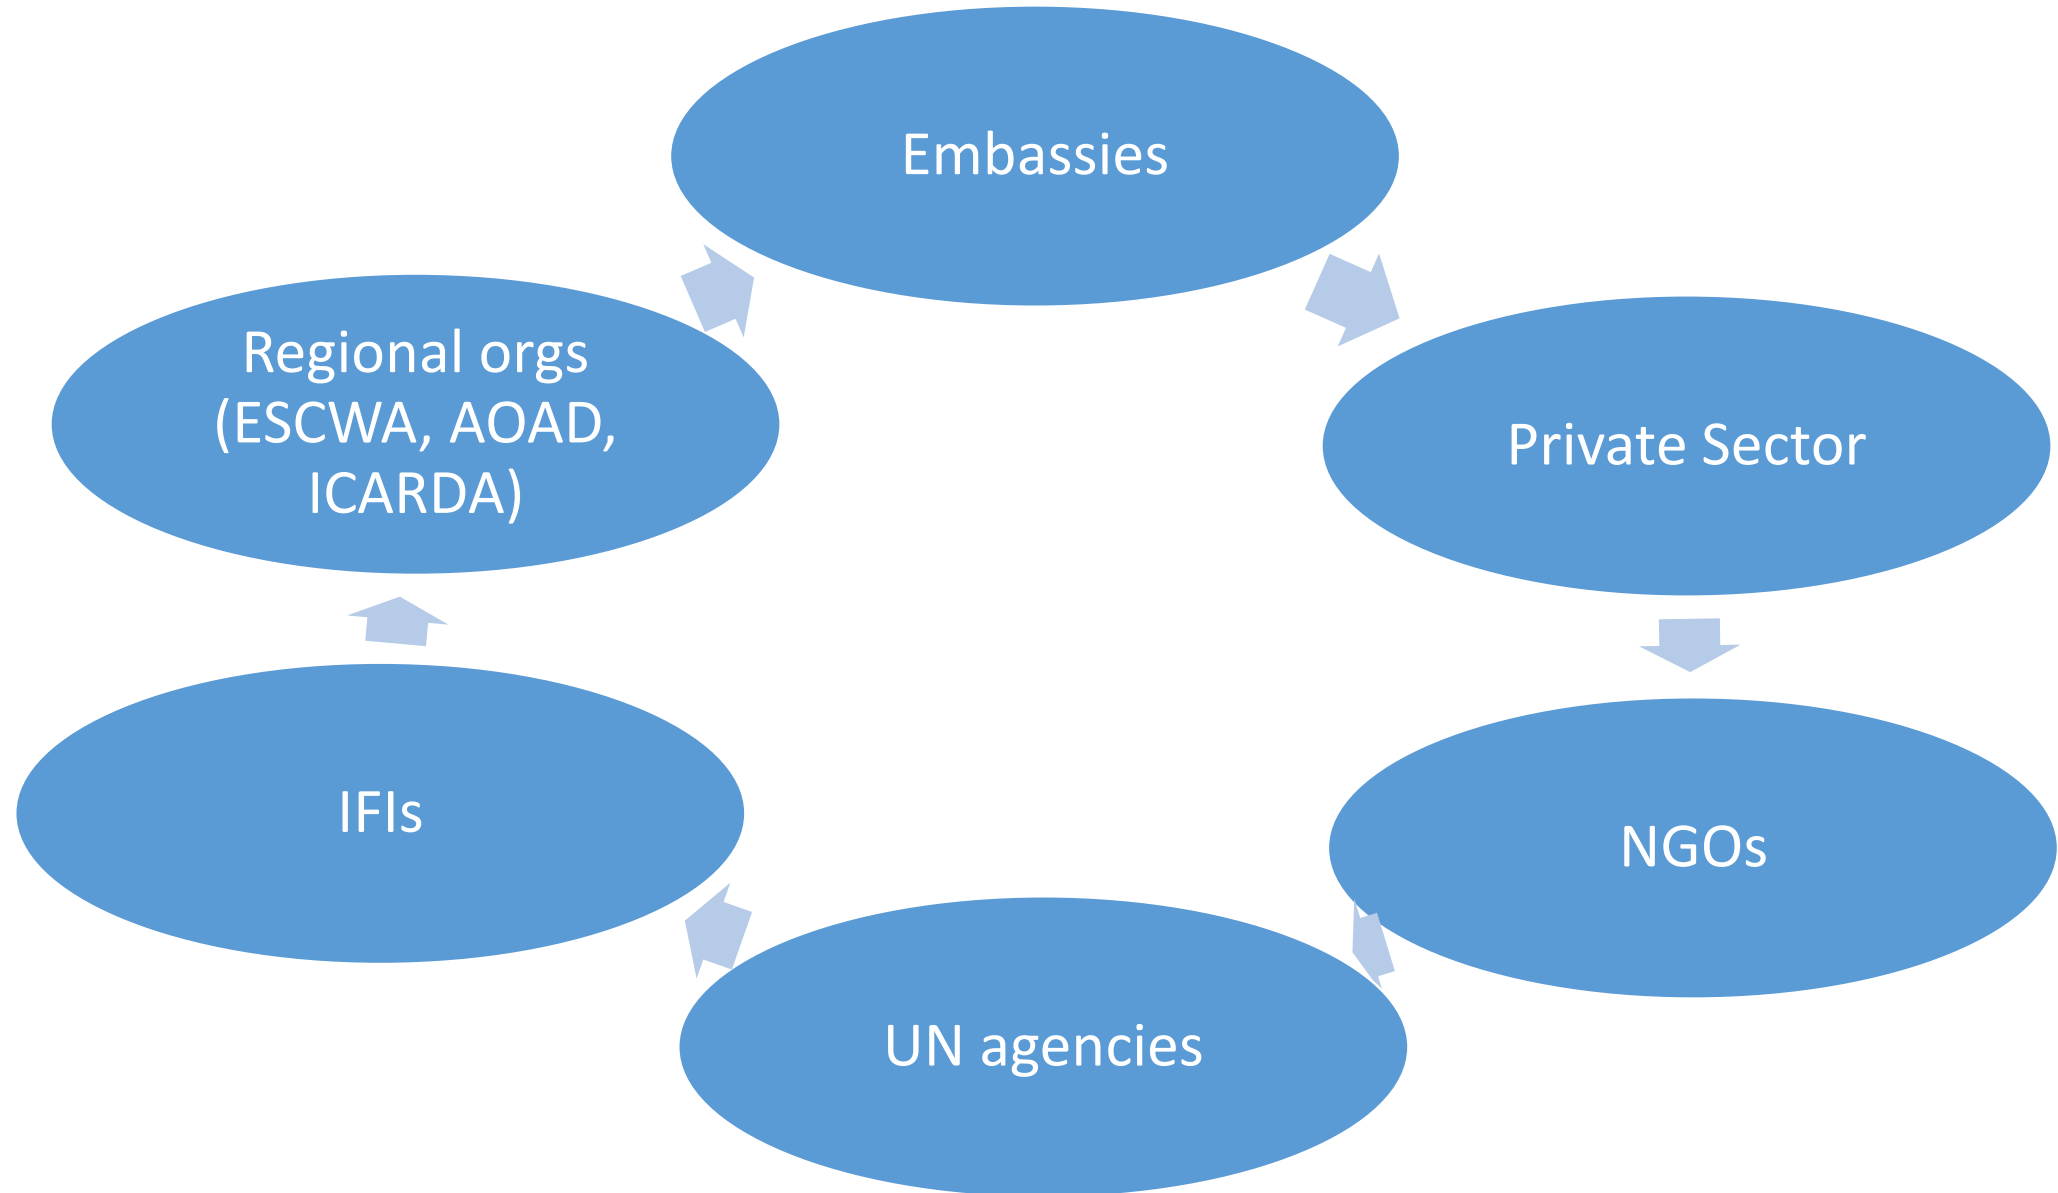 Embassies
Private Sector
NGOs
UN agencies
IFIs
Regional orgs
(ESCWA, AOAD,
ICARDA)